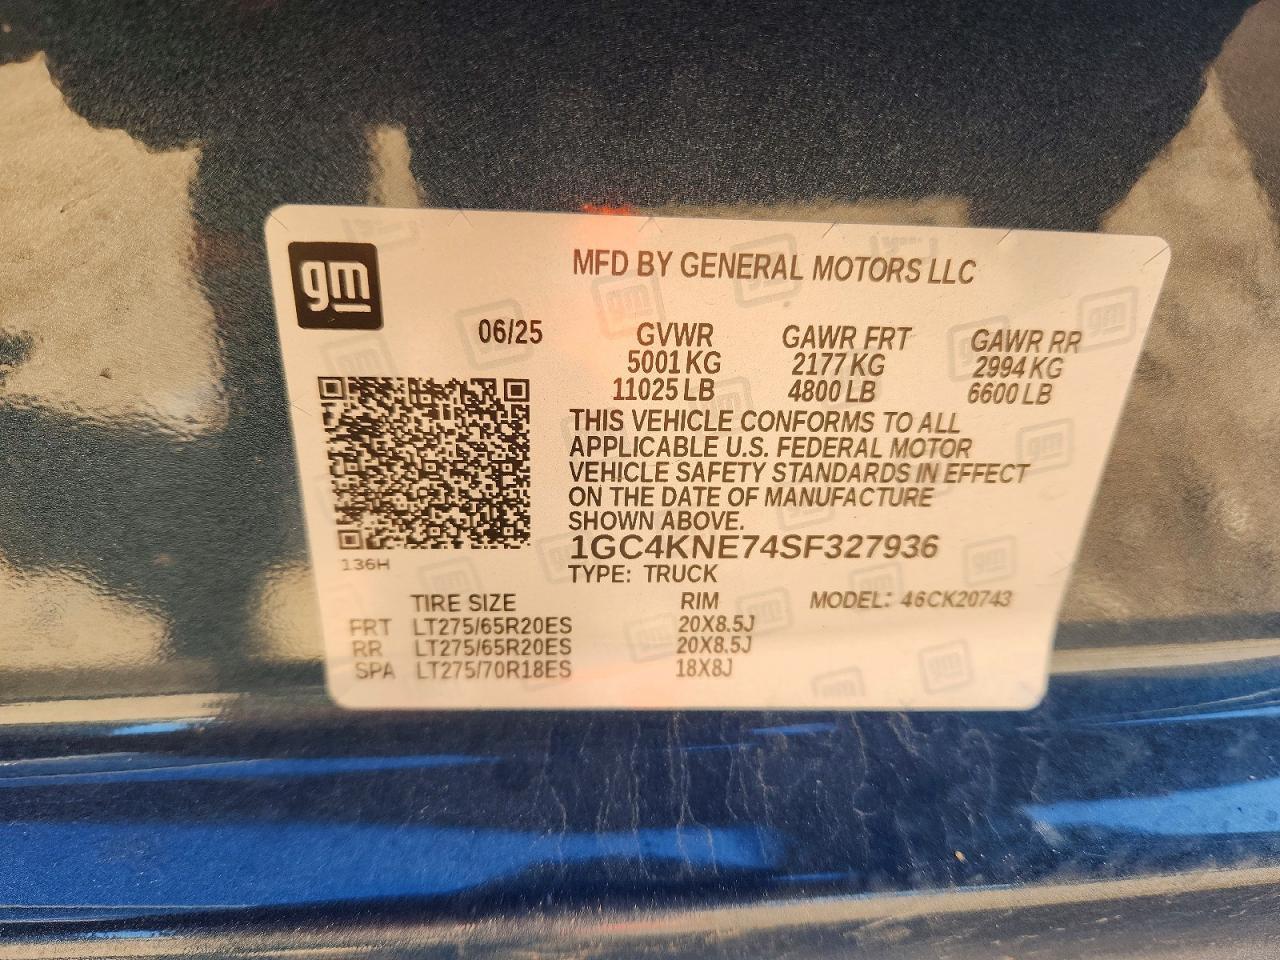 gm
MFD BY GENERAL MOTORS LLC
06/25 GVWR GAWR FRT GAWR RR
5001 KG 2177 KG 2994 KG
11025 LB 4800 LB 6600 LB
THIS VEHICLE CONFORMS TO ALL
APPLICABLE U.S. FEDERAL MOTOR
VEHICLE SAFETY STANDARDS IN EFFECT
ON THE DATE OF MANUFACTURE
SHOWN ABOVE.
1GC4KNE74SF327936
136H
TYPE: TRUCK
TIRE SIZE RIM MODEL: 46CK20743
FRT LT275/65R20ES 20X8.5J
RR LT275/65R20ES 20X8.5J
SPA LT275/70R18ES 18X8J